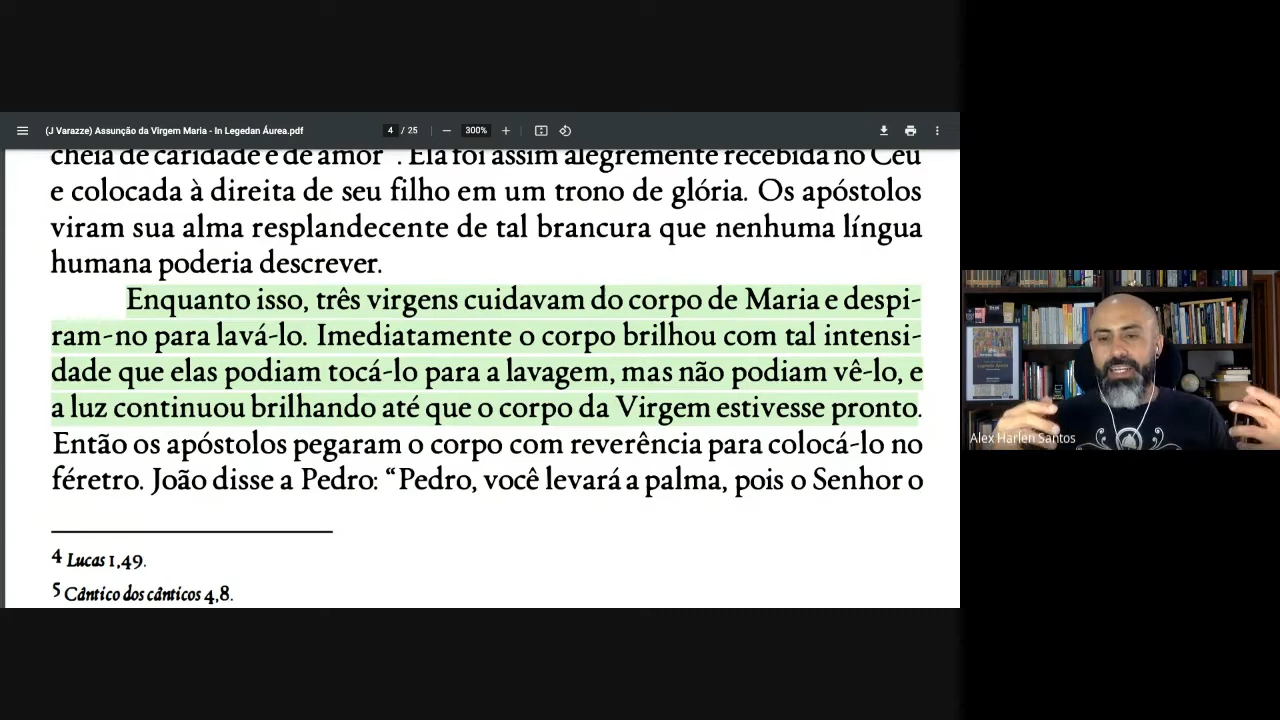 (J Varazze) Assunção da Virgem Maria - In Legedan Áurea.pdf
4 / 25
300%
cheia de caridade e de amor . Ela foi assim alegremente recebida no Céu
e colocada à direita de seu filho em um trono de glória. Os apóstolos
viram sua alma resplandecente de tal brancura que nenhuma língua
humana poderia descrever.
Enquanto isso, três virgens cuidavam do corpo de Maria e despi-
ram-no para lavá-lo. Imediatamente o corpo brilhou com tal intensi-
dade que elas podiam tocá-lo para a lavagem, mas não podiam vê-lo, e
a luz continuou brilhando até que o corpo da Virgem estivesse pronto.
Então os apóstolos pegaram o corpo com reverência para colocá-lo no
féretro. João disse a Pedro: “Pedro, você levará a palma, pois o Senhor o
4 Lucas 1,49.
5 Cântico dos cânticos 4,8.
Alex Harlen Santos